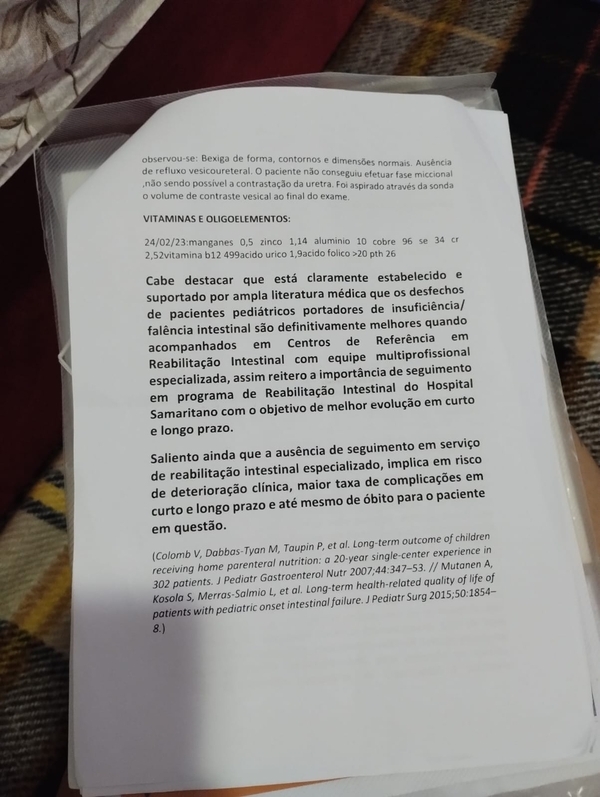 observou-se: Bexiga de forma, contornos e dimensões normais. Ausência
de refluxo vesicoureteral. O paciente não conseguiu efetuar fase miccional
,não sendo possível a contrastação da uretra. Foi aspirado através da sonda
o volume de contraste vesical ao final do exame.
VITAMINAS E OLIGOELEMENTOS:
24/02/23:manganes 0,5 zinco 1,14 aluminio 10 cobre 96 se 34 cr
2,52vitamina b12 499acido urico 1,9acido folico >20 pth 26
Cabe destacar que está claramente estabelecido e
suportado por ampla literatura médica que os desfechos
de pacientes pediátricos portadores de insuficiência/
falência intestinal são definitivamente melhores quando
acompanhados em Centros de Referência em
Reabilitação Intestinal com equipe multiprofissional
especializada, assim reitero a importância de seguimento
em programa de Reabilitação Intestinal do Hospital
Samaritano com o objetivo de melhor evolução em curto
e longo prazo.
Saliento ainda que a ausência de seguimento em serviço
de reabilitação intestinal especializado, implica em risco
de deterioração clínica, maior taxa de complicações em
curto e longo prazo e até mesmo de óbito para o paciente
em questão.
(Colomb V, Dabbas-Tyan M, Taupin P, et al. Long-term outcome of children
receiving home parenteral nutrition: a 20-year single-center experience in
302 patients. J Pediatr Gastroenterol Nutr 2007;44:347–53. // Mutanen A,
Kosola S, Merras-Salmio L, et al. Long-term health-related quality of life of
patients with pediatric onset intestinal failure. J Pediatr Surg 2015;50:1854–
8.)